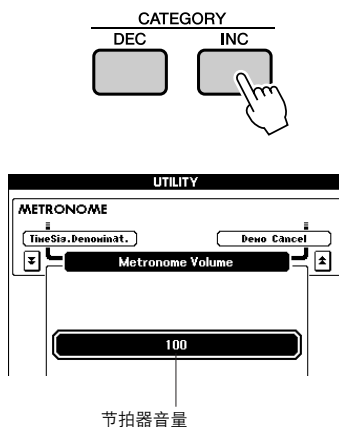 CATEGORY
DEC INC
UTILITY
METRONOME
TimeSig.Denominat. Demo Cancel
Metronome Volume
100
节拍器音量